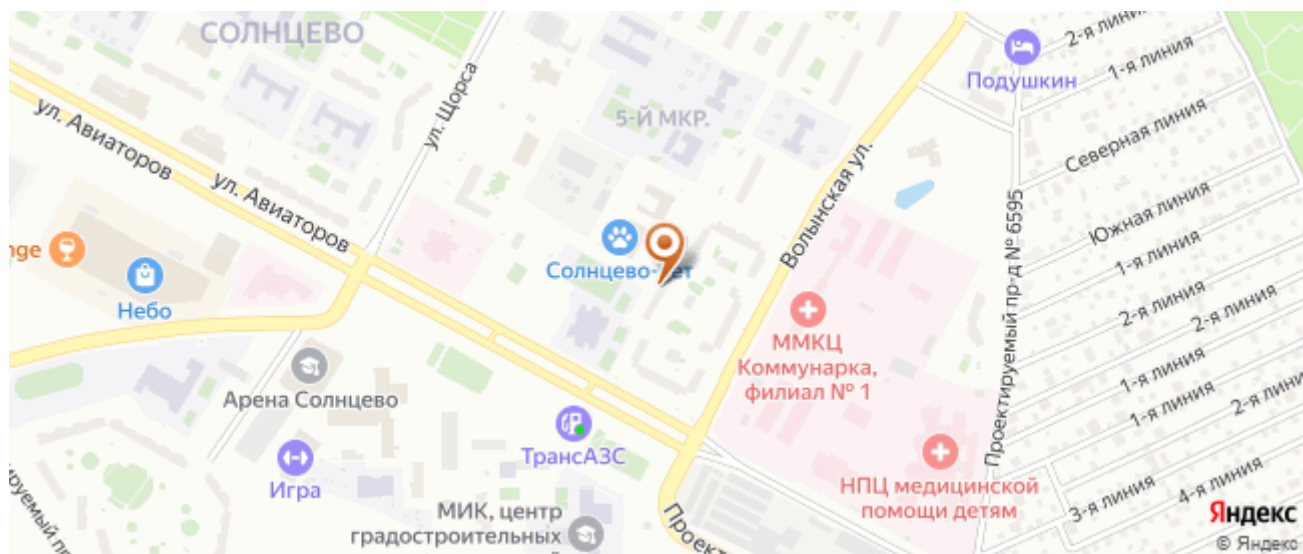 СОЛНЦЕВО
2-я линия
1-я линия
Подушкин
ул. Щорса
5-Й МКР.
ул. Авиаторов
ул. Авиаторов
Северная линия
Волынская ул.
Южная линия
1-я линия
Проектируемый пр-д № 6595
nge
Небо
Солнцево-
2-я линия
2-я линия
ММКЦ
Коммунарка,
филиал № 1
1-я линия
1-я линия
2-я линия
Арена Солнцево
ТрансАЗС
Игра
НПЦ медицинской
помощи детям
3-я линия
4-я линия
МИК, центр
градостроительных
Яндекс
© Яндекс